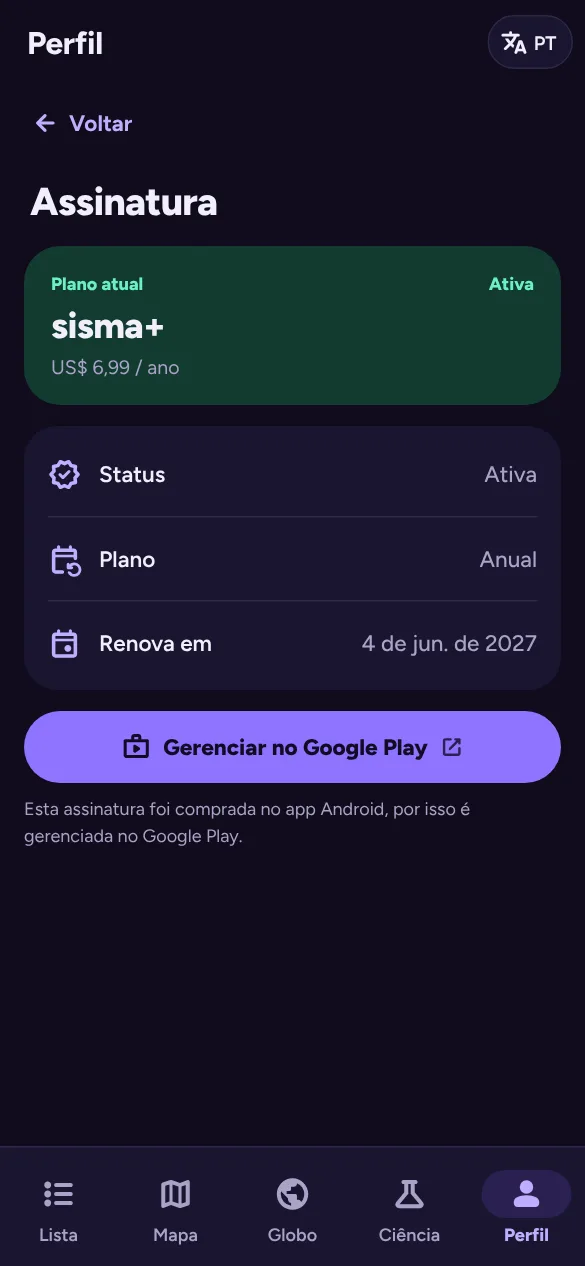 Perfil
PT
Voltar
Assinatura
Plano atual
Ativa
sisma+
US$ 6,99 / ano
Status
Ativa
Plano
Anual
Renova em
4 de jun. de 2027
Gerenciar no Google Play
Esta assinatura foi comprada no app Android, por isso é
gerenciada no Google Play.
Lista
Mapa
Globo
Ciência
Perfil